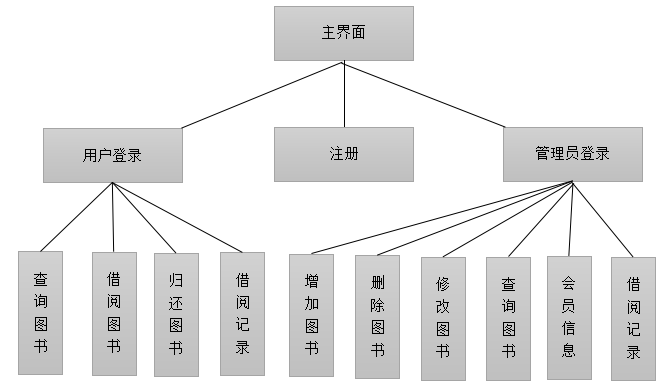 主界面
用户登录
注册
管理员登录
查询图书
借阅图书
归还图书
借阅记录
增加图书
删除图书
修改图书
查询图书
会员信息
借阅记录